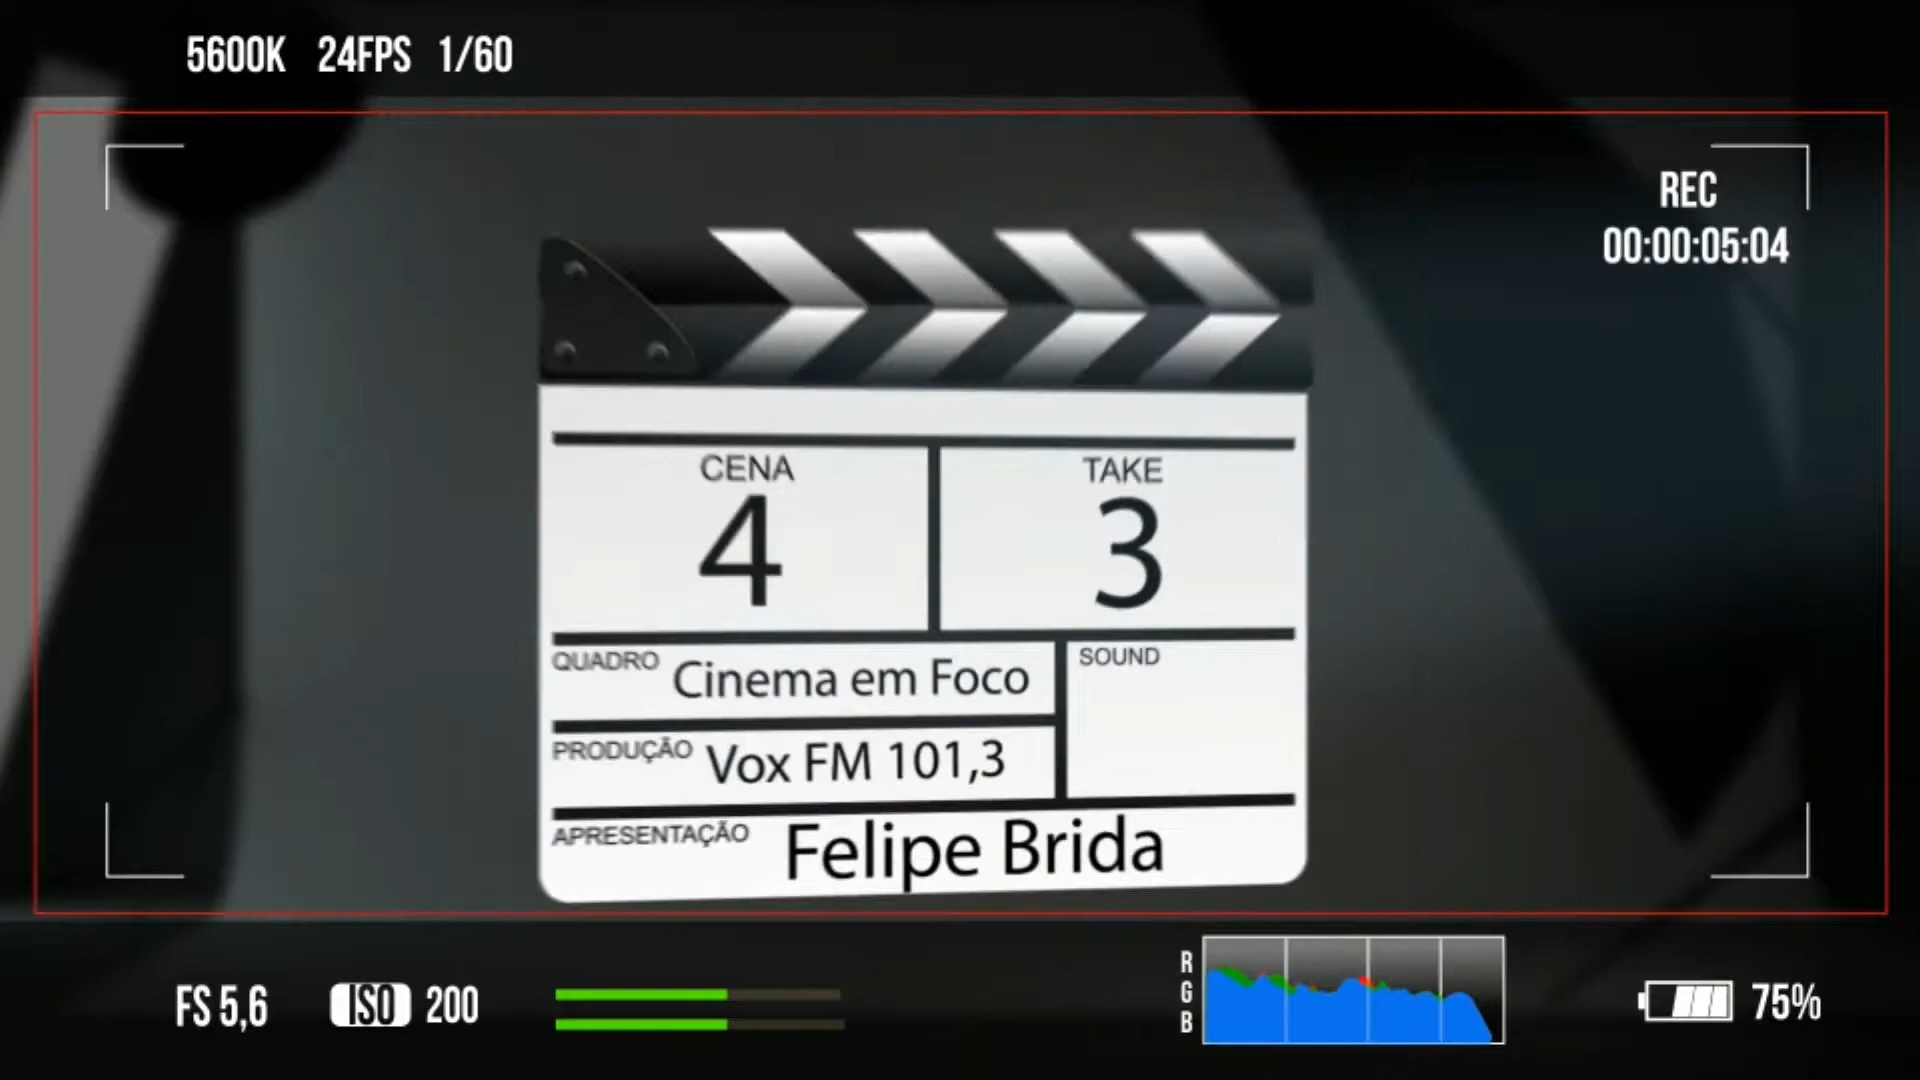 5600K 24FPS 1/60
REC
00:00:05:04
CENA
4
TAKE
3
QUADRO Cinema em Foco
SOUND
PRODUÇÃO Vox FM 101,3
APRESENTAÇÃO Felipe Brida
FS 5,6 ISO 200
R
G
B
75%